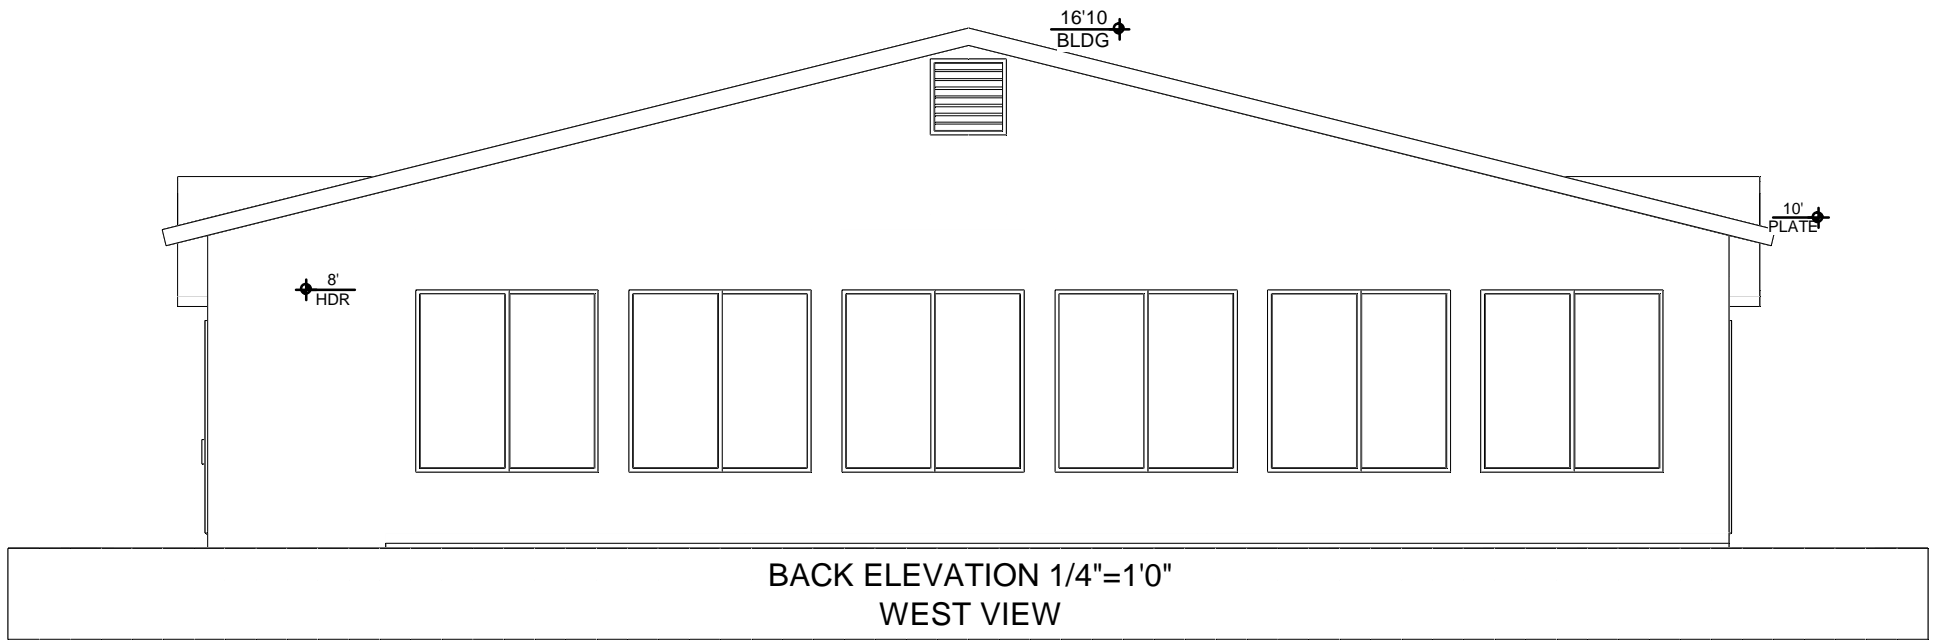 16'10
BLDG
10'
PLATE
8'
HDR
BACK ELEVATION 1/4"=1'0"
WEST VIEW